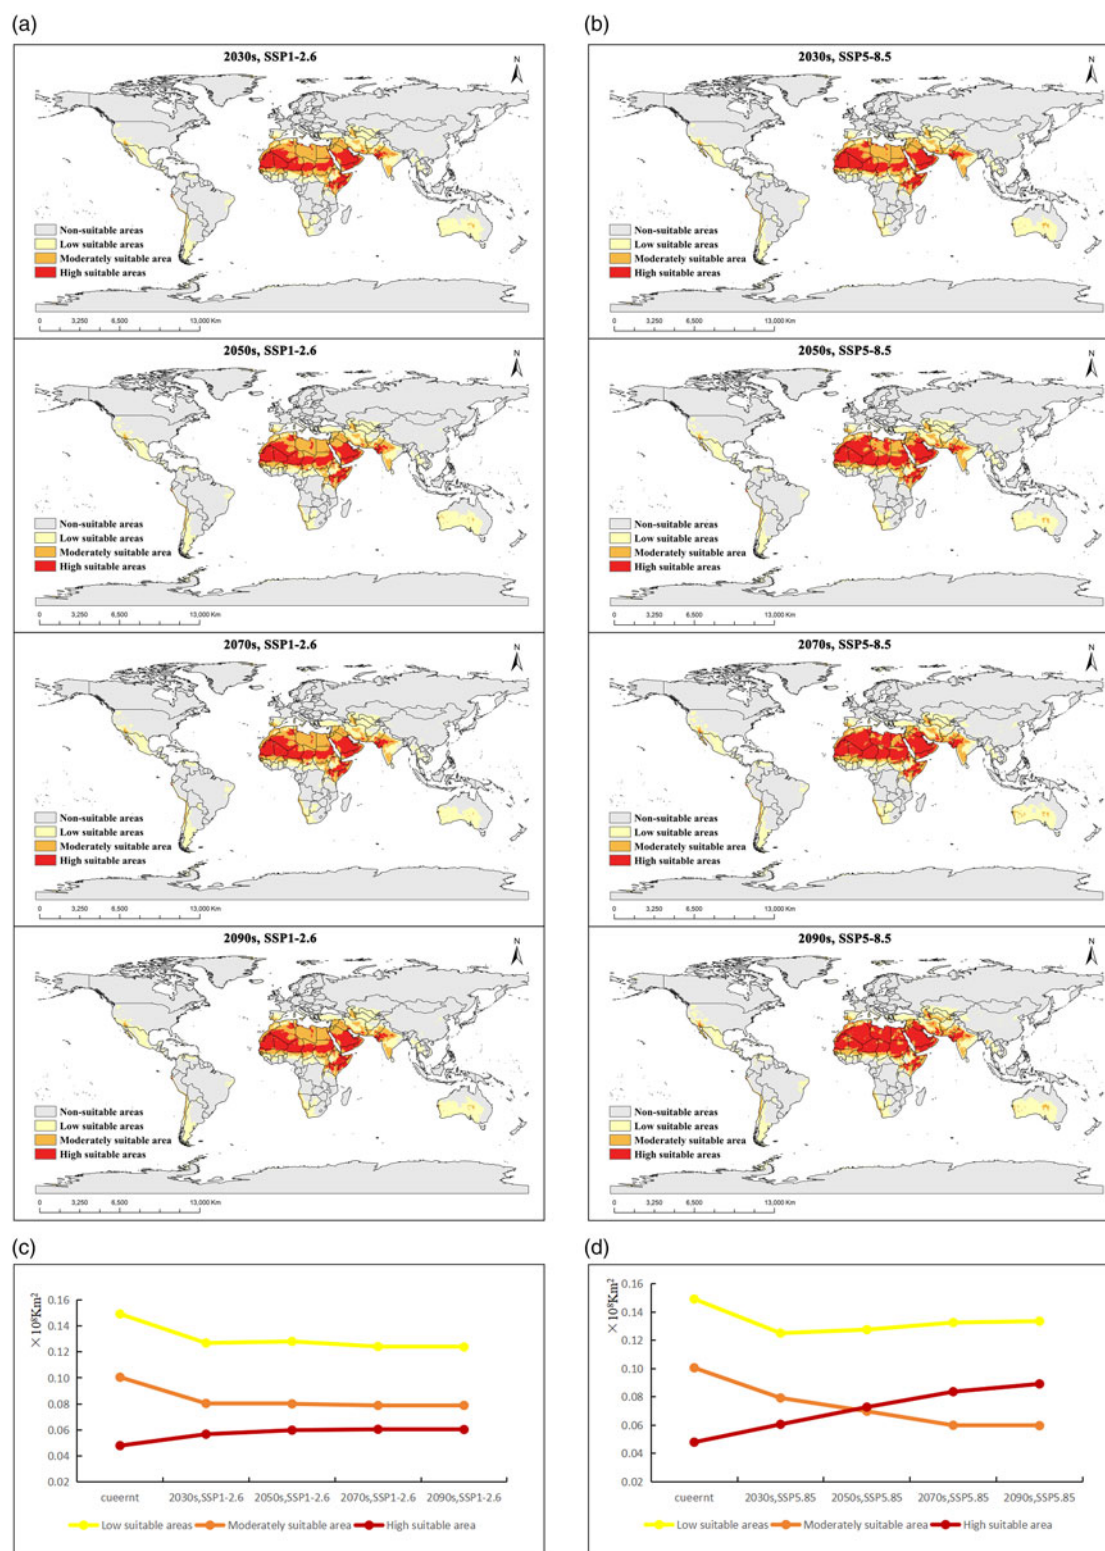 (a)
2030s, SSP1-2.6
N
Non-suitable areas
Low suitable areas
Moderately suitable area
High suitable areas
0 3,250 6,500 13,000 Km
2050s, SSP1-2.6
N
Non-suitable areas
Low suitable areas
Moderately suitable area
High suitable areas
0 3,250 6,500 13,000 Km
2070s, SSP1-2.6
N
Non-suitable areas
Low suitable areas
Moderately suitable area
High suitable areas
0 3,250 6,500 13,000 Km
2090s, SSP1-2.6
N
Non-suitable areas
Low suitable areas
Moderately suitable area
High suitable areas
0 3,250 6,500 13,000 Km
(b)
2030s, SSP5-8.5
N
Non-suitable areas
Low suitable areas
Moderately suitable area
High suitable areas
0 3,250 6,500 13,000 Km
2050s, SSP5-8.5
N
Non-suitable areas
Low suitable areas
Moderately suitable area
High suitable areas
0 3,250 6,500 13,000 Km
2070s, SSP5-8.5
N
Non-suitable areas
Low suitable areas
Moderately suitable area
High suitable areas
0 3,250 6,500 13,000 Km
2090s, SSP5-8.5
N
Non-suitable areas
Low suitable areas
Moderately suitable area
High suitable areas
0 3,250 6,500 13,000 Km
(c)
×10⁸Km²
0.16
0.14
0.12
0.10
0.08
0.06
0.04
0.02
cueernt 2030s,SSP1-2.6 2050s,SSP1-2.6 2070s,SSP1-2.6 2090s,SSP1-2.6
Low suitable areas Moderately suitable area High suitable area
(d)
×10⁸Km²
0.16
0.14
0.12
0.10
0.08
0.06
0.04
0.02
cueernt 2030s,SSP5.85 2050s,SSP5.85 2070s,SSP5.85 2090s,SSP5.85
Low suitable areas Moderately suitable area High suitable area